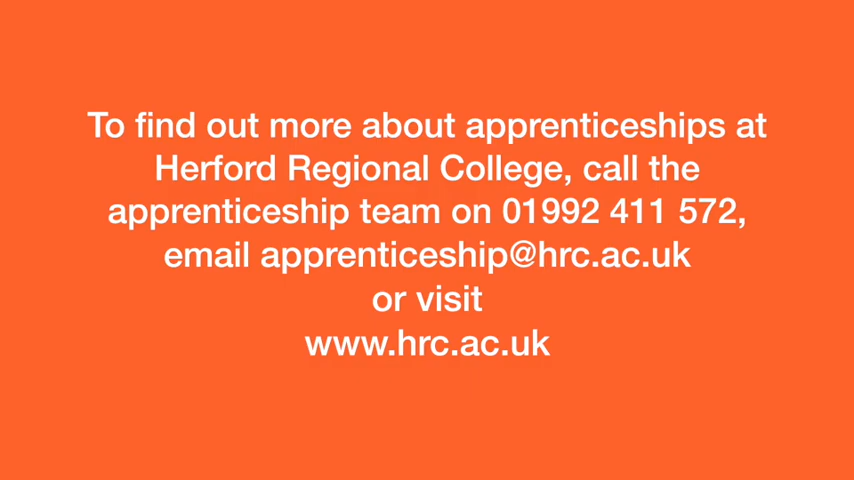 To find out more about apprenticeships at
Herford Regional College, call the
apprenticeship team on 01992 411 572,
email apprenticeship@hrc.ac.uk
or visit
www.hrc.ac.uk